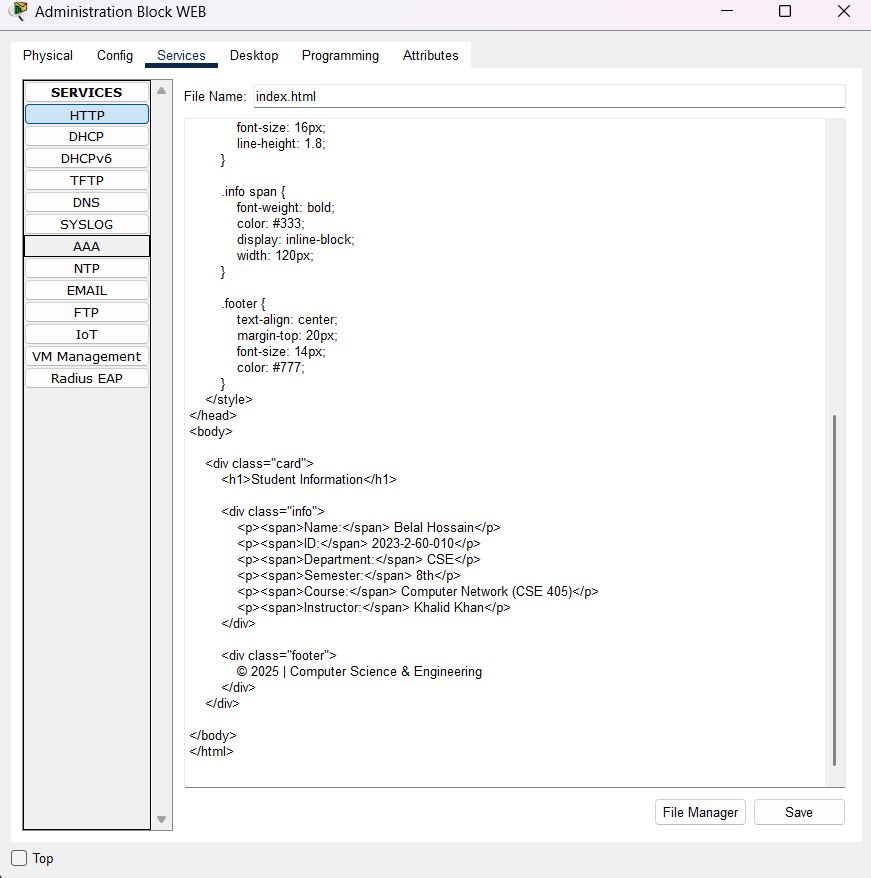 Administration Block WEB
Physical Config Services Desktop Programming Attributes
SERVICES
HTTP
DHCP
DHCPv6
TFTP
DNS
SYSLOG
AAA
NTP
EMAIL
FTP
IoT
VM Management
Radius EAP
File Name: index.html
font-size: 16px;
line-height: 1.8;
}
.info span {
font-weight: bold;
color: #333;
display: inline-block;
width: 120px;
}
.footer {
text-align: center;
margin-top: 20px;
font-size: 14px;
color: #777;
}
</style>
</head>
<body>
<div class="card">
<h1>Student Information</h1>
<div class="info">
<p><span>Name:</span> Belal Hossain</p>
<p><span>ID:</span> 2023-2-60-010</p>
<p><span>Department:</span> CSE</p>
<p><span>Semester:</span> 8th</p>
<p><span>Course:</span> Computer Network (CSE 405)</p>
<p><span>Instructor:</span> Khalid Khan</p>
</div>
<div class="footer">
© 2025 | Computer Science & Engineering
</div>
</div>
</body>
</html>
File Manager Save
Top